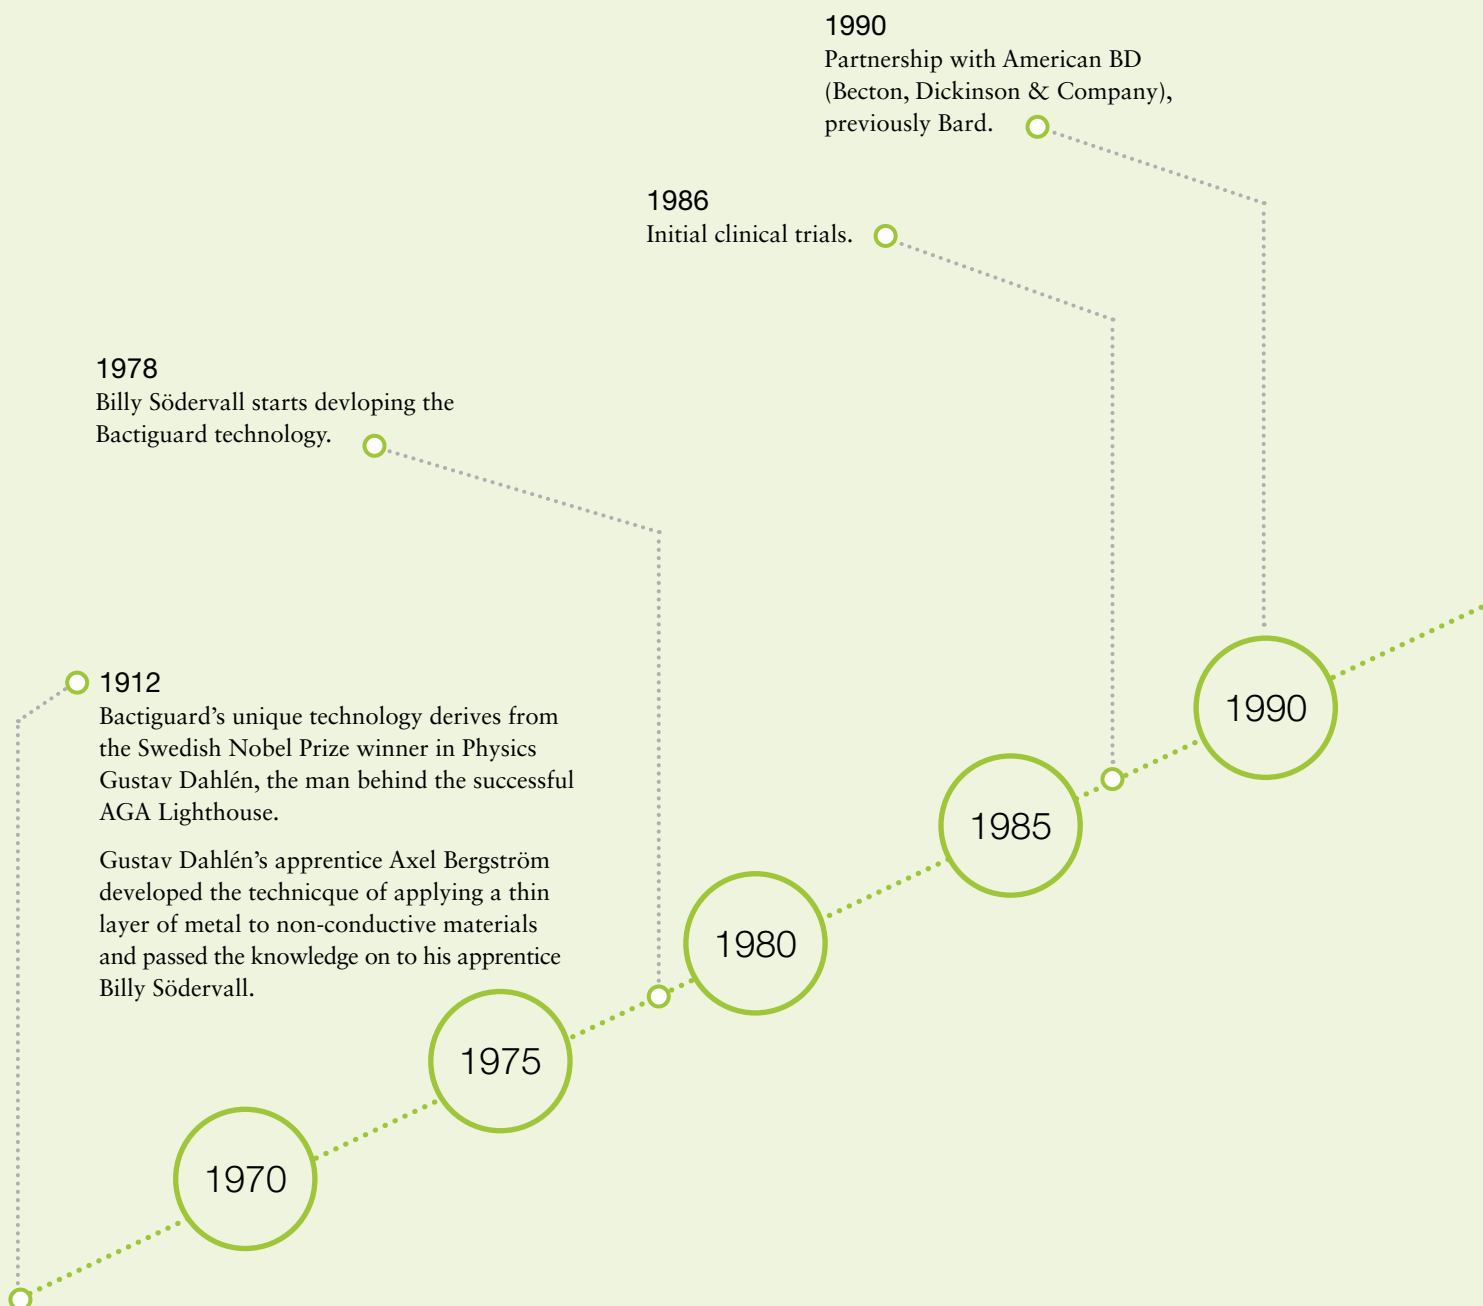 1990
Partnership with American BD
(Becton, Dickinson & Company),
previously Bard.
1986
Initial clinical trials.
1978
Billy Södervall starts devloping the
Bactiguard technology.
1912
Bactiguard’s unique technology derives from
the Swedish Nobel Prize winner in Physics
Gustav Dahlén, the man behind the successful
AGA Lighthouse.
Gustav Dahlén’s apprentice Axel Bergström
developed the technicque of applying a thin
layer of metal to non-conductive materials
and passed the knowledge on to his apprentice
Billy Södervall.
1970
1975
1980
1985
1990